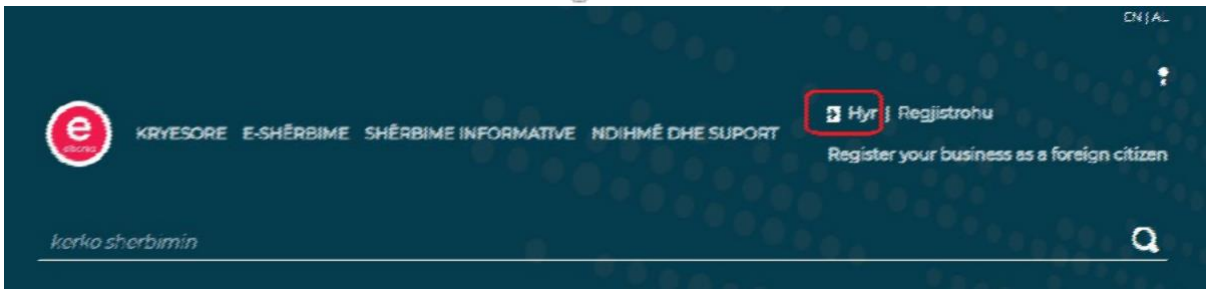 EN | AL
Hyr | Regjistrohu
e
KRYESORE E-SHËRBIME SHËRBIME INFORMATIVE NDIHMË DHE SUPORT
Register your business as a foreign citizen
kerko sherbimin